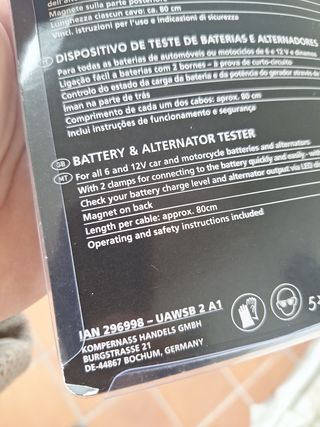 Magnete sulla parte posteriore
Lunghezza ciascun cavo: ca. 80 cm
Vincl. istruzioni per l'uso e indicazioni di sicurezza
DISPOSITIVO DE TESTE DE BATERIAS E ALTERNADORES
Para todas as baterias de automóveis ou motociclos de 6 e 12 V e dínamos
Ligação fácil a baterias com 2 bornes – à prova de curto-circuito
Controlo do estado da carga da bateria e da potência do gerador através de
Íman na parte de trás
Comprimento de cada um dos cabos: aprox. 80 cm
Inclui instruções de funcionamento e segurança
GB BATTERY & ALTERNATOR TESTER
MT For all 6 and 12V car and motorcycle batteries and alternators
With 2 clamps for connecting to the battery quickly and easily -
Check your battery charge level and alternator output via LED
Magnet on back
Length per cable: approx. 80cm
Operating and safety instructions included
IAN 296998 – UAWSB 2 A1
KOMPERNASS HANDELS GMBH
BURGSTRASSE 21
DE-44867 BOCHUM, GERMANY